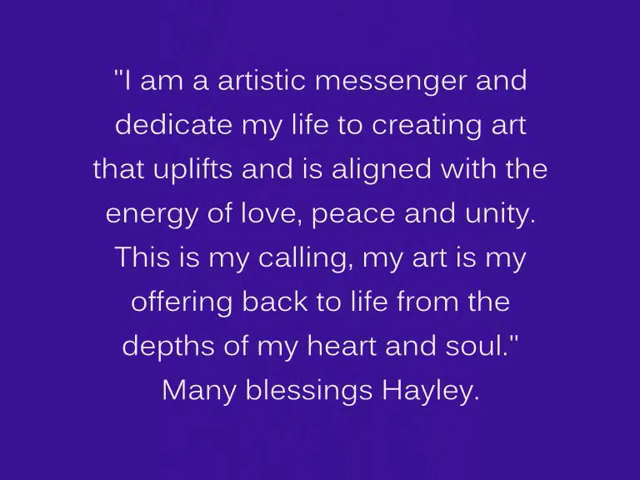 "I am a artistic messenger and
dedicate my life to creating art
that uplifts and is aligned with the
energy of love, peace and unity.
This is my calling, my art is my
offering back to life from the
depths of my heart and soul."
Many blessings Hayley.